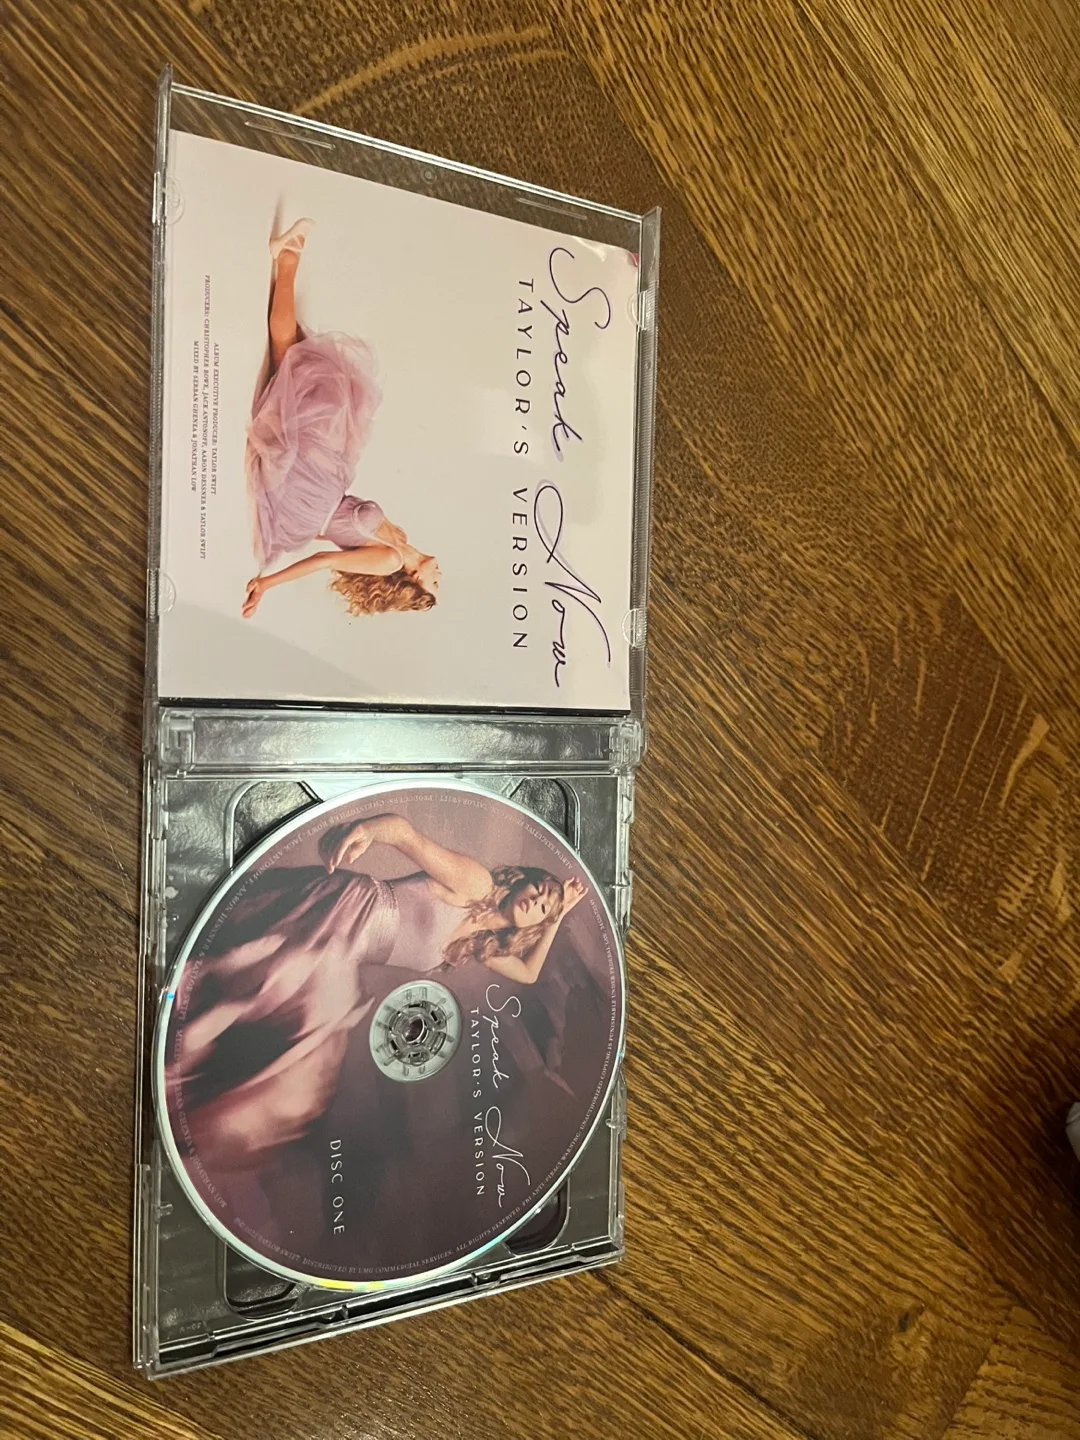 Speak Now
TAYLOR'S VERSION
ALBUM EXECUTIVE PRODUCER: TAYLOR SWIFT
PRODUCERS: CHRISTOPHER ROWE, JACK ANTONOFF, AARON DESSNER & TAYLOR SWIFT
MIXED BY SERBAN GHENEA & JONATHAN LOW
Speak Now
TAYLOR'S VERSION
DISC ONE
DISTRIBUTED BY UMG COMMERCIAL SERVICES. ALL RIGHTS RESERVED.